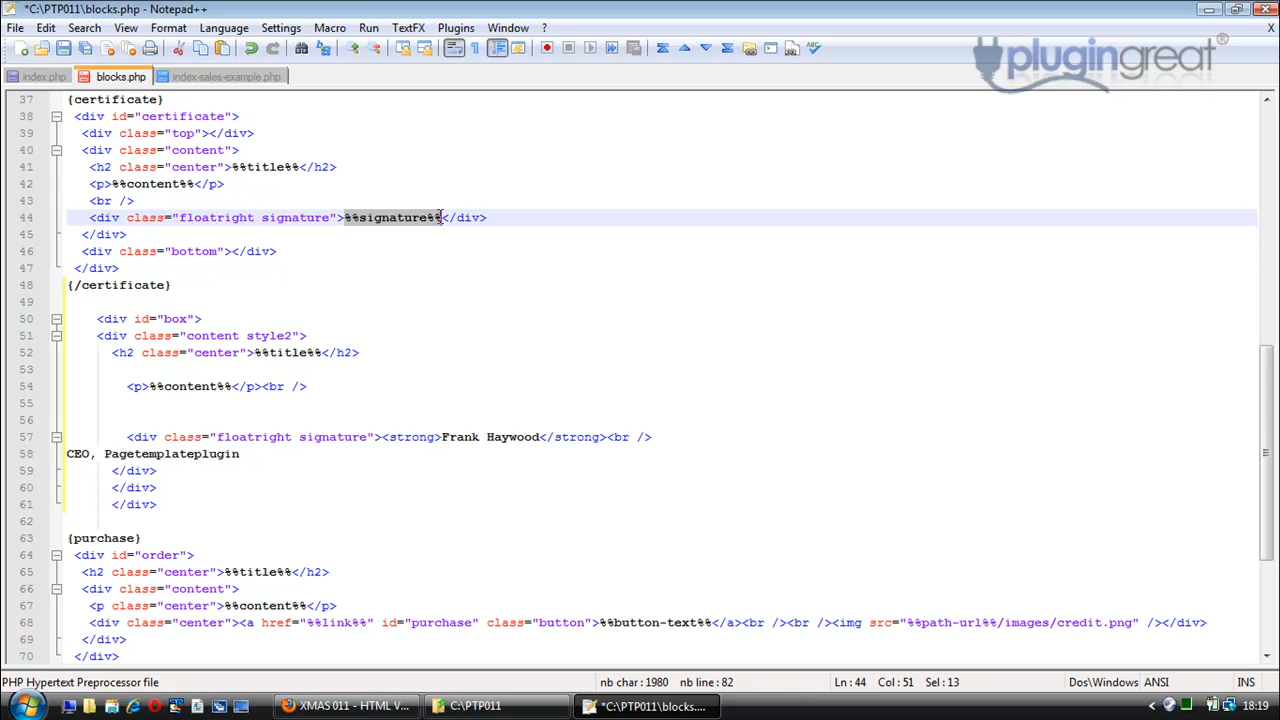 *C:\PTP011\blocks.php - Notepad++
File Edit Search View Format Language Settings Macro Run TextFX Plugins Window ? X
plugingreat®
index.php blocks.php index-sales-example.php
37 {certificate}
38 <div id="certificate">
39 <div class="top"></div>
40 <div class="content">
41 <h2 class="center">%%title%%</h2>
42 <p>%%content%%</p>
43 <br />
44 <div class="floatright signature">%%signature%%</div>
45 </div>
46 <div class="bottom"></div>
47 </div>
48 {/certificate}
49
50 <div id="box">
51 <div class="content style2">
52 <h2 class="center">%%title%%</h2>
53
54 <p>%%content%%</p><br />
55
56
57 <div class="floatright signature"><strong>Frank Haywood</strong><br />
58 CEO, Pagetemplateplugin
59 </div>
60 </div>
61 </div>
62
63 {purchase}
64 <div id="order">
65 <h2 class="center">%%title%%</h2>
66 <div class="content">
67 <p class="center">%%content%%</p>
68 <div class="center"><a href="%%link%%" id="purchase" class="button">%%button-text%%</a><br /><br /><img src="%%path-url%%/images/credit.png" /></div>
69 </div>
70 </div>
PHP Hypertext Preprocessor file nb char : 1980 nb line : 82 Ln : 44 Col : 51 Sel : 13 Dos\Windows ANSI INS
XMAS 011 - HTML V... C:\PTP011 *C:\PTP011\blocks.... 18:19